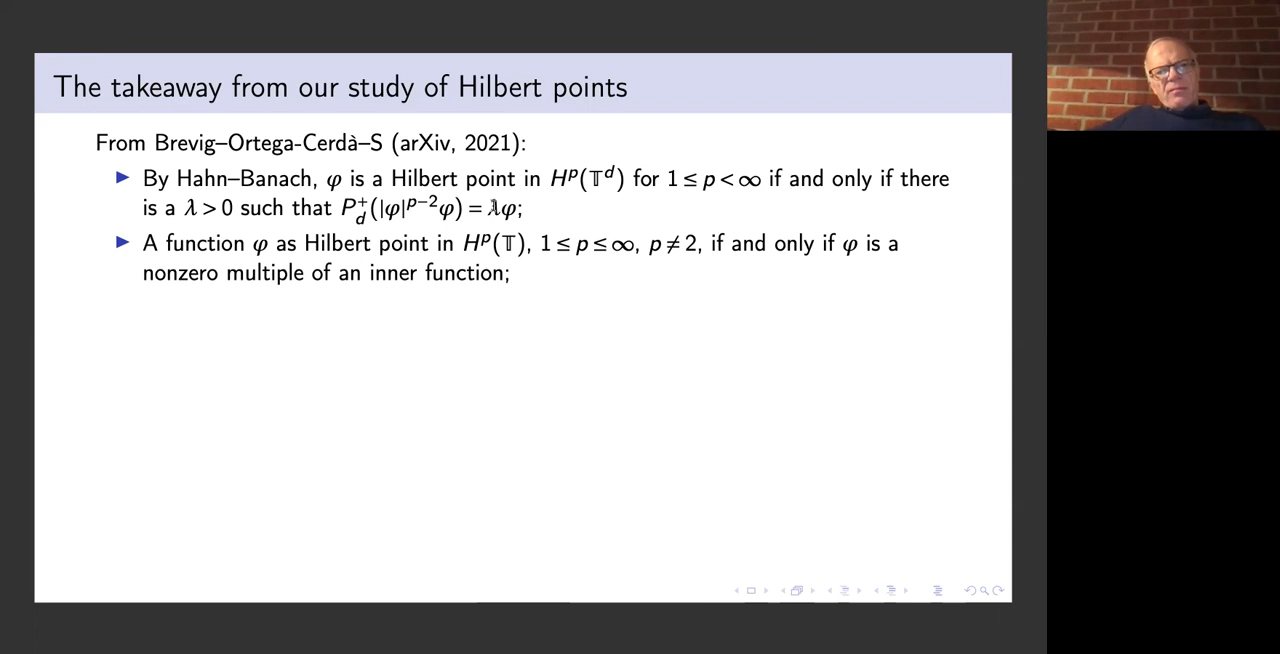 The takeaway from our study of Hilbert points
From Brevig–Ortega-Cerdà–S (arXiv, 2021):
▶ By Hahn–Banach, φ is a Hilbert point in H^p(𝕋^d) for 1 ≤ p < ∞ if and only if there
is a λ > 0 such that P_d^+(|φ|^{p−2}φ) = λφ;
▶ A function φ as Hilbert point in H^p(𝕋), 1 ≤ p ≤ ∞, p ≠ 2, if and only if φ is a
nonzero multiple of an inner function;